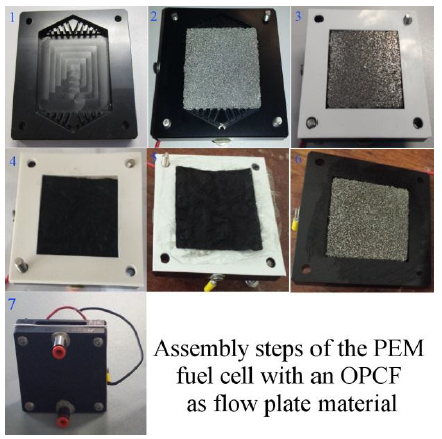 1
2
3
4
5
6
7
Assembly steps of the PEM
fuel cell with an OPCF
as flow plate material